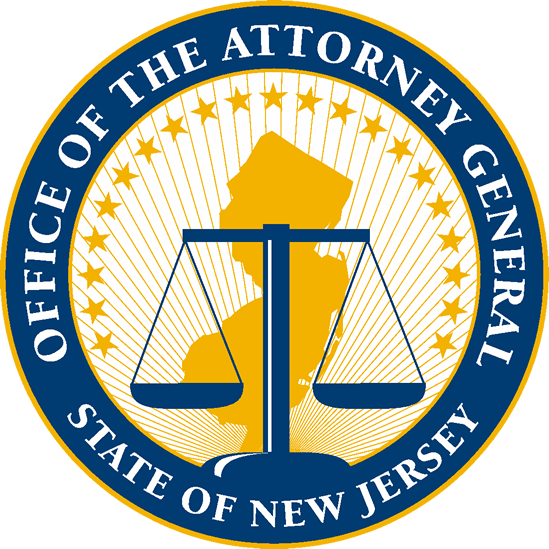 OFFICE OF THE ATTORNEY GENERAL
STATE OF NEW JERSEY